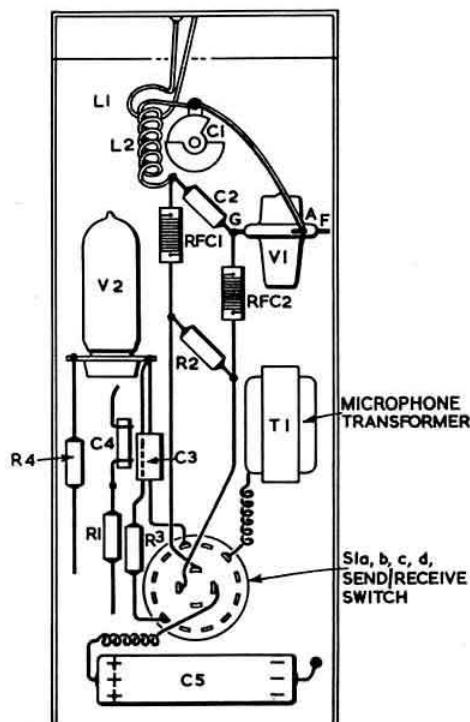 L1
L2
C1
C2
G
A
F
RFC1
V1
V2
RFC2
R2
T1
MICROPHONE
TRANSFORMER
C4
C3
R4
R1
R3
S1a, b, c, d,
SEND/RECEIVE
SWITCH
+ −
+ C5 −
+ −